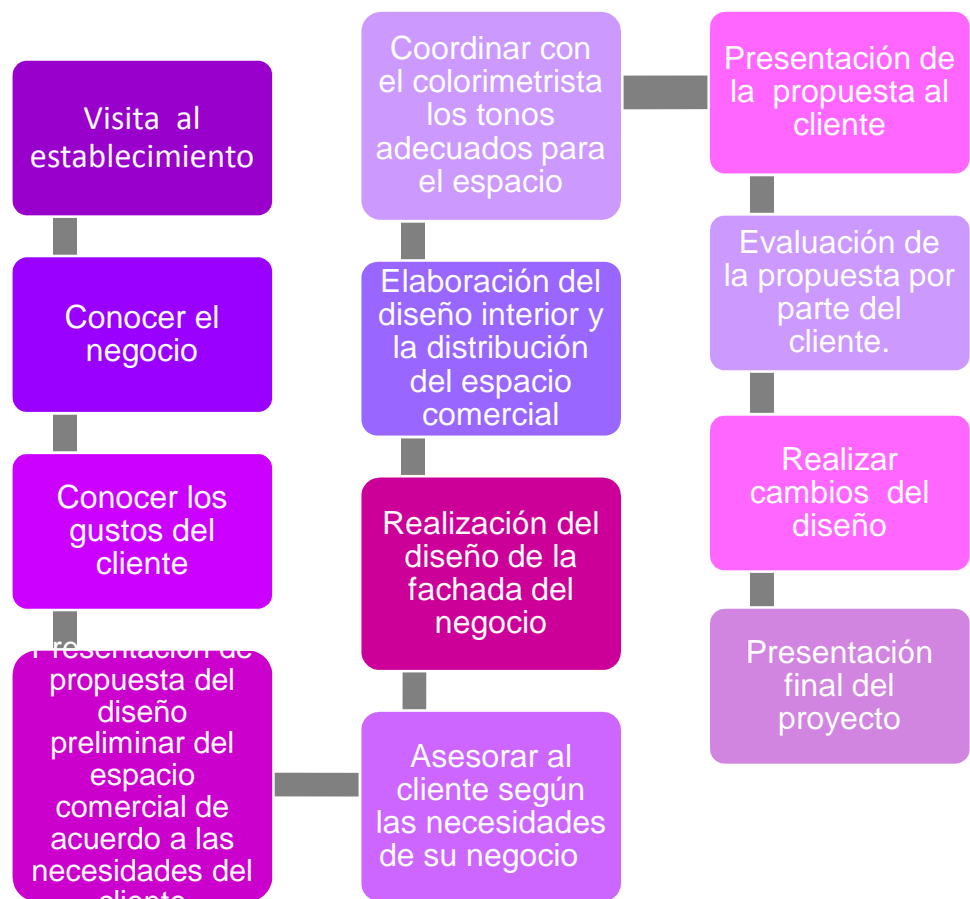 Visita al
establecimiento
Conocer el
negocio
Conocer los
gustos del
cliente
Presentación de
propuesta del
diseño
preliminar del
espacio
comercial de
acuerdo a las
necesidades del
cliente
Asesorar al
cliente según
las necesidades
de su negocio
Realización del
diseño de la
fachada del
negocio
Elaboración del
diseño interior y
la distribución
del espacio
comercial
Coordinar con
el colorimetrista
los tonos
adecuados para
el espacio
Presentación de
la propuesta al
cliente
Evaluación de
la propuesta por
parte del
cliente.
Realizar
cambios del
diseño
Presentación
final del
proyecto